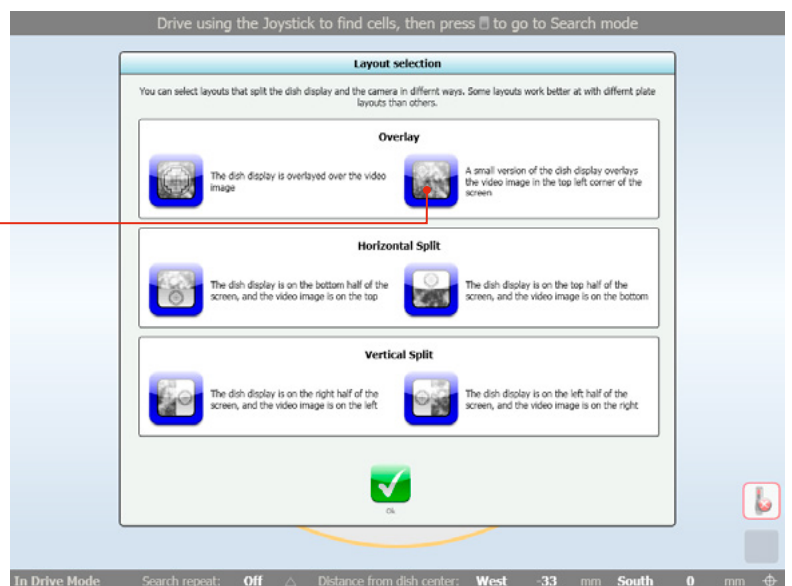 Drive using the Joystick to find cells, then press to go to Search mode
Layout selection
You can select layouts that split the dish display and the camera in differnt ways. Some layouts work better at with differnt plate
layouts than others.
Overlay
The dish display is overlayed over the video
image
A small version of the dish display overlays
the video image in the top left corner of the
screen
Horizontal Split
The dish display is on the bottom half of the
screen, and the video image is on the top
The dish display is on the top half of the
screen, and the video image is on the bottom
Vertical Split
The dish display is on the right half of the
screen, and the video image is on the left
The dish display is on the left half of the
screen, and the video image is on the right
Ok
In Drive Mode Search repeat: Off Distance from dish center: West -33 mm South 0 mm